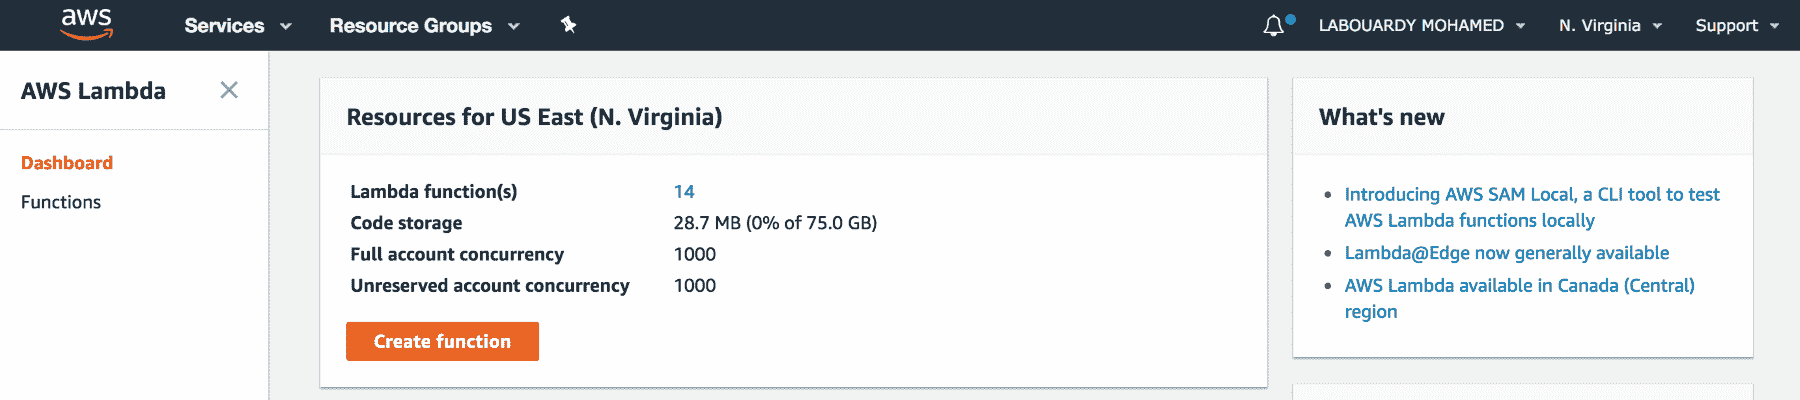 aws Services Resource Groups LABOUARDY MOHAMED N. Virginia Support
AWS Lambda
Dashboard
Functions
Resources for US East (N. Virginia)
Lambda function(s) 14
Code storage 28.7 MB (0% of 75.0 GB)
Full account concurrency 1000
Unreserved account concurrency 1000
Create function
What's new
Introducing AWS SAM Local, a CLI tool to test
AWS Lambda functions locally
Lambda@Edge now generally available
AWS Lambda available in Canada (Central)
region